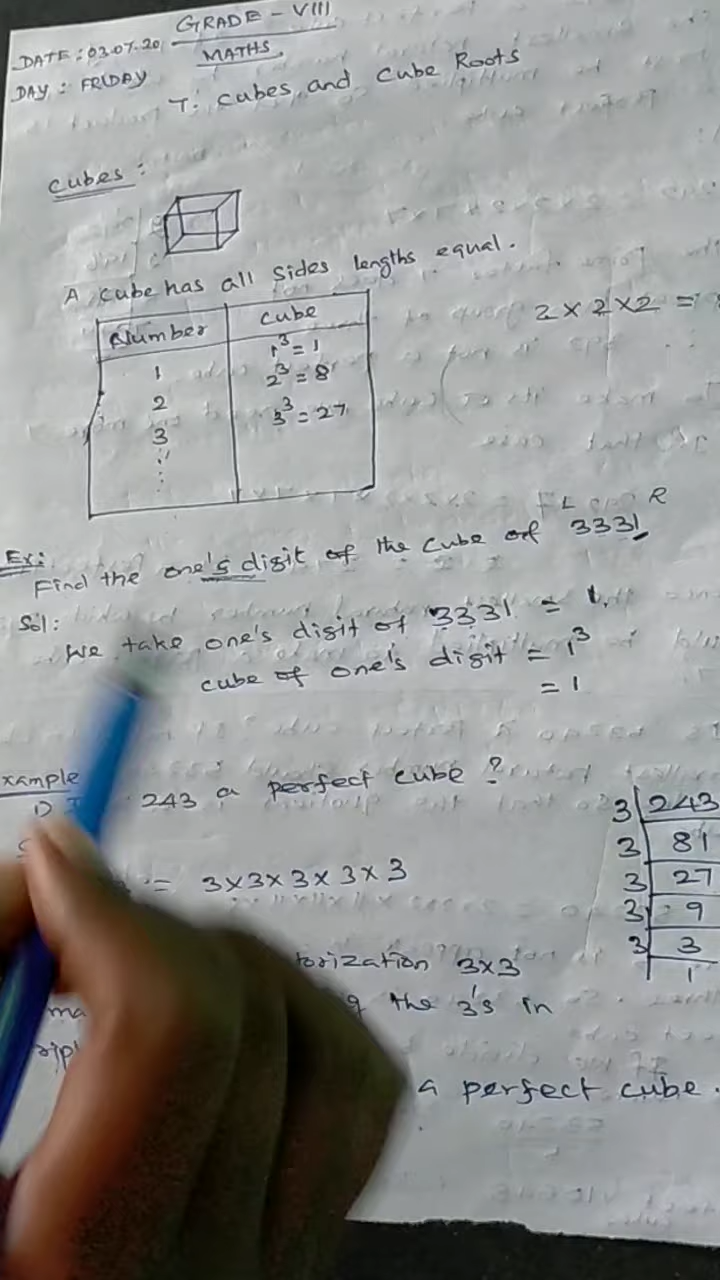 GRADE - VIII
DATE : 03.07.20
MATHS.
DAY : FRIDAY
T: Cubes and Cube Roots
Cubes :
A cube has all sides lengths equal.
2 × 2 × 2 =
Number Cube
1 1³ = 1
2 2³ = 8
3 3³ = 27
L R
Ex:
Find the one's digit of the cube of 3331
Sol:
We take one's digit of 3331 = 1.
cube of one's digit = 1³
= 1
xample
1) 243 a perfect cube ?
= 3×3×3×3×3
3 243
3 81
3 27
3 9
3 3
1
torization 3×3
the 3's in
a perfect cube.